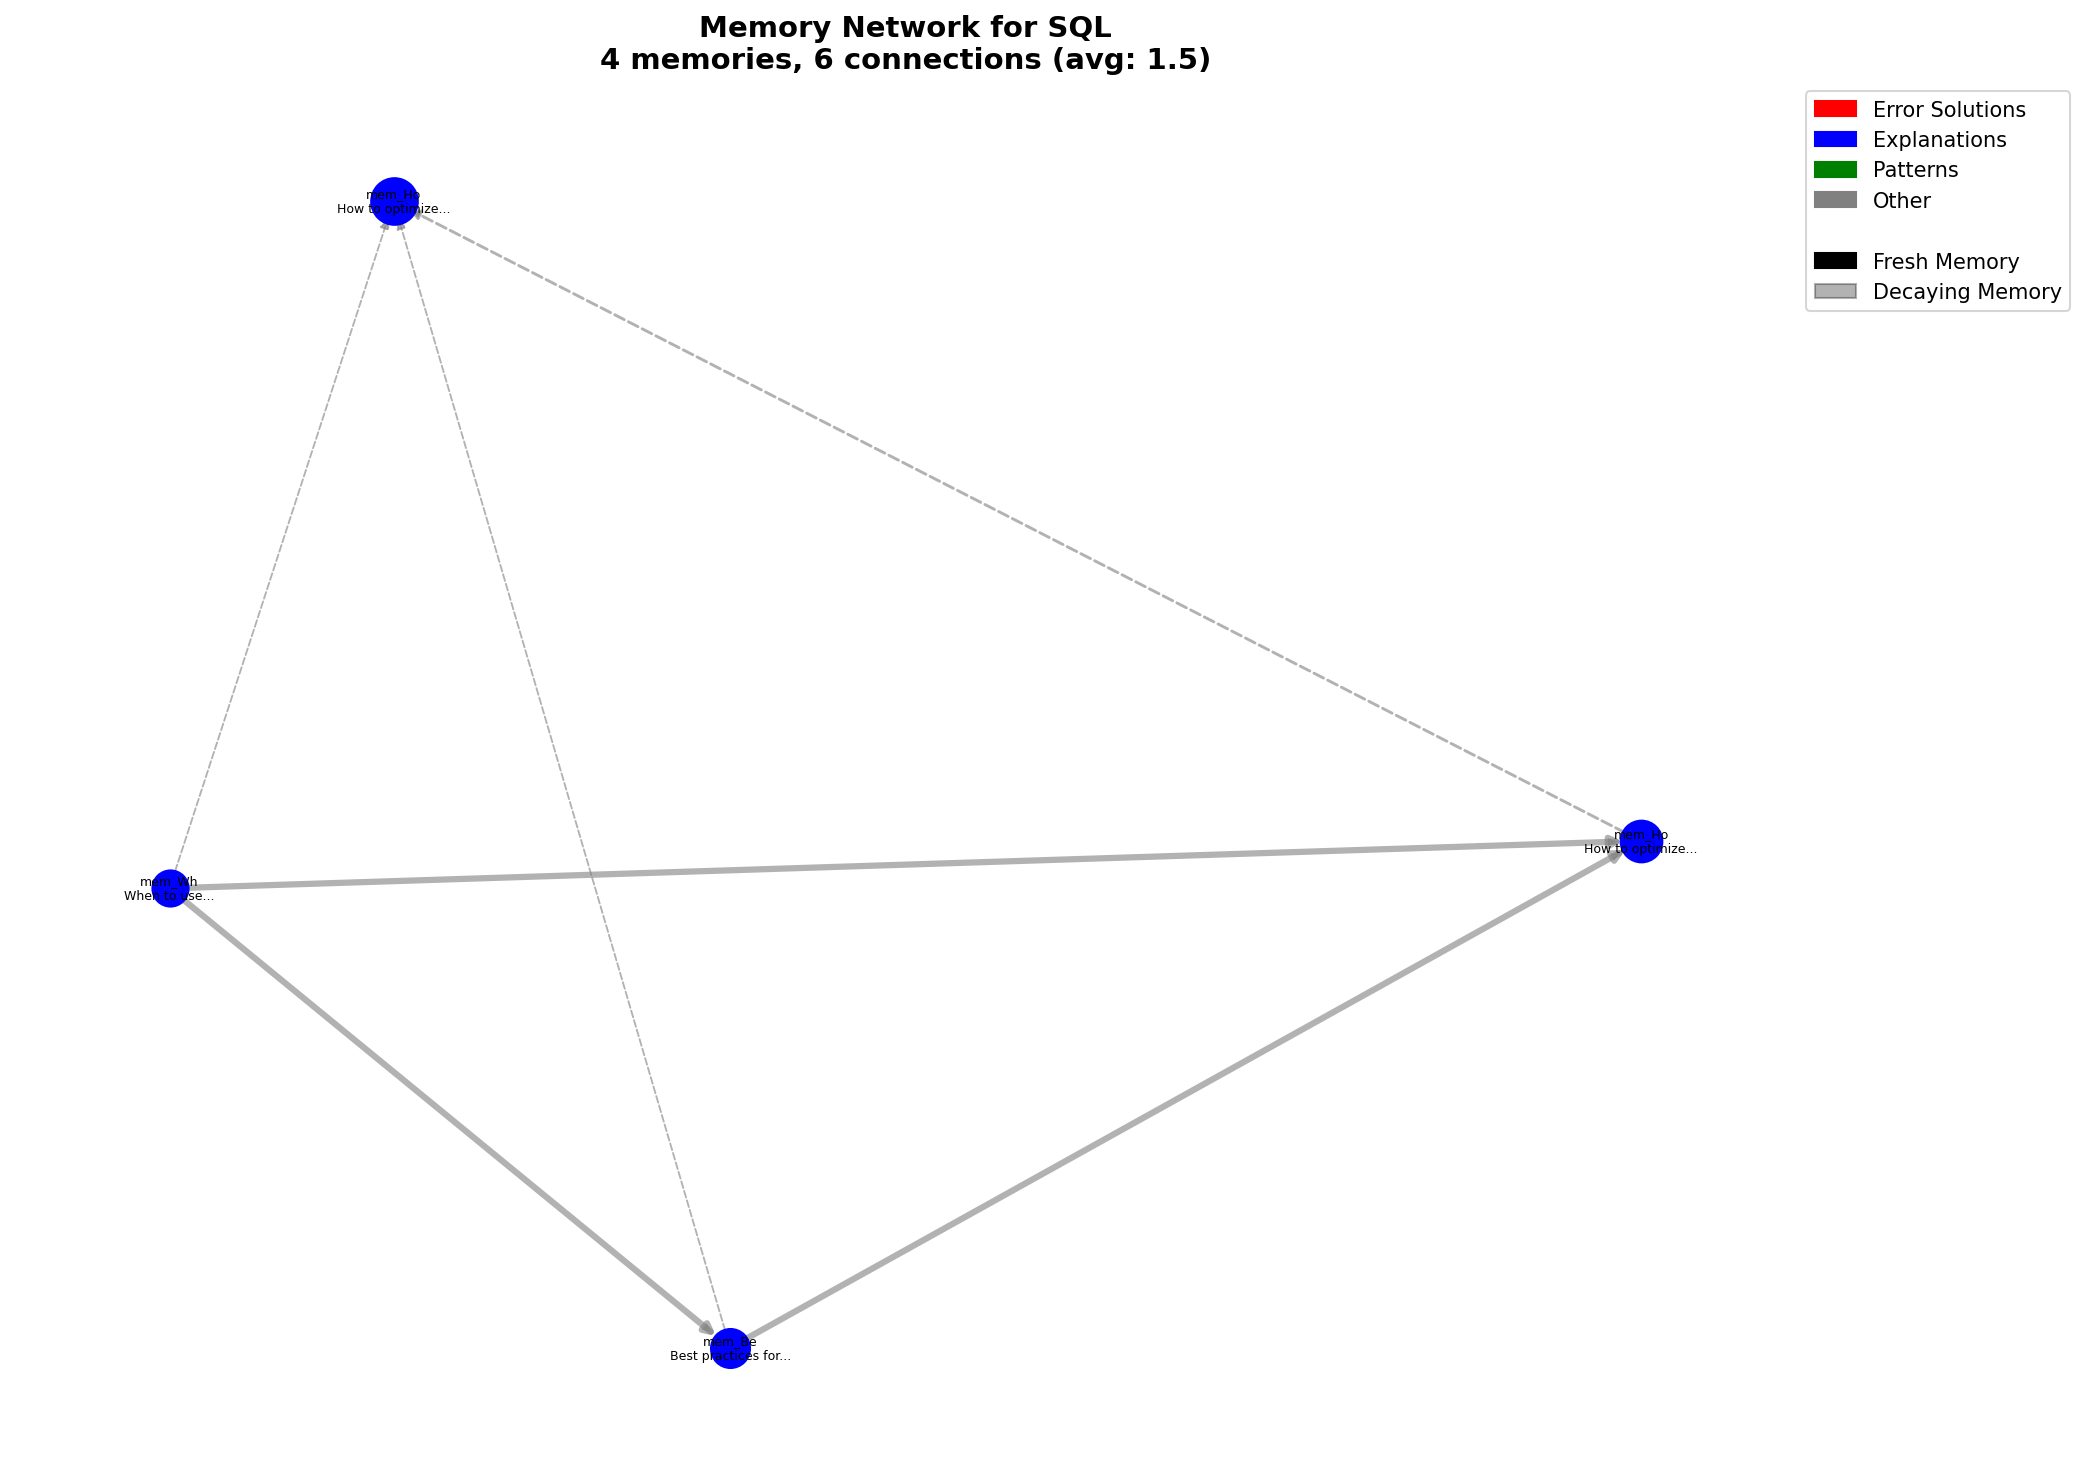 Memory Network for SQL
4 memories, 6 connections (avg: 1.5)
Error Solutions
Explanations
Patterns
Other
Fresh Memory
Decaying Memory
mem_Ho
How to optimize...
mem_Ho
How to optimize...
mem_Wh
When to use...
mem_Be
Best practices for...